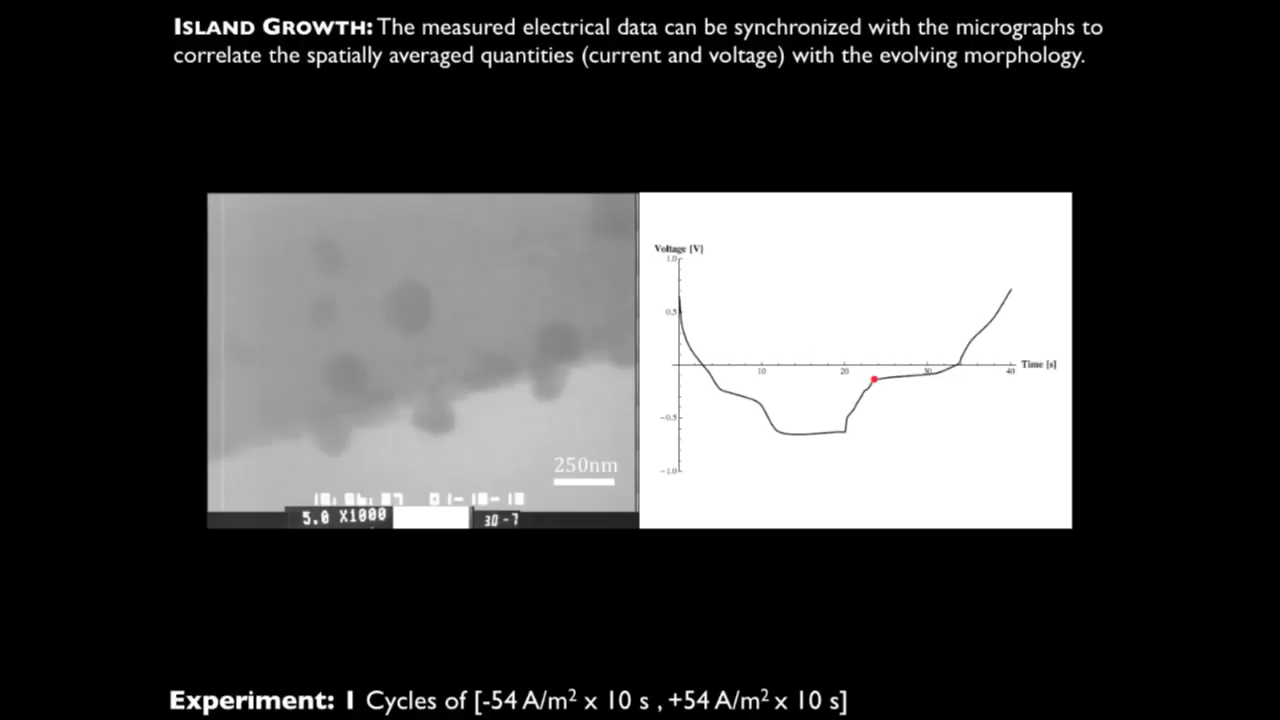 ISLAND GROWTH: The measured electrical data can be synchronized with the micrographs to
correlate the spatially averaged quantities (current and voltage) with the evolving morphology.
Voltage [V]
1.0
0.5
Time [s]
10
20
30
40
-0.5
-1.0
250nm
5.0 X1000
30-7
Experiment: 1 Cycles of [-54 A/m² x 10 s , +54 A/m² x 10 s]